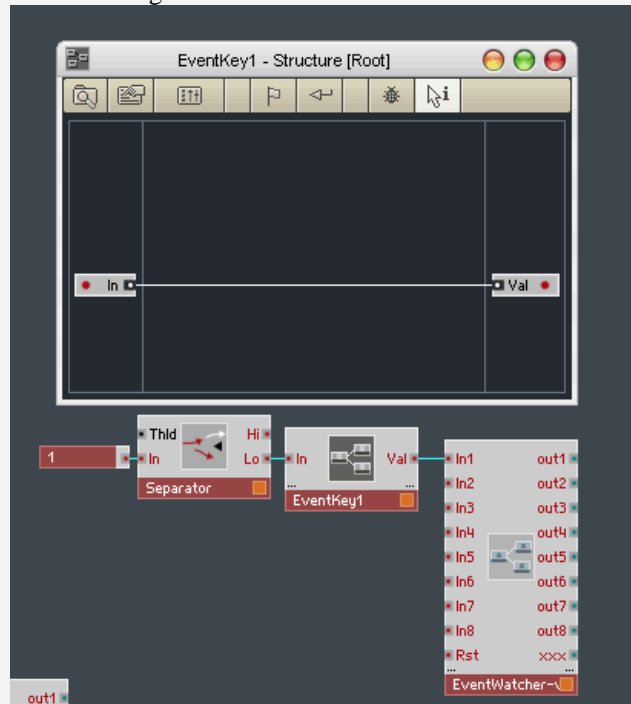 EventKey1 - Structure [Root]
i
In
Val
1
Thld
Hi
In
Lo
Separator
In
Val
...
...
EventKey1
In1
out1
In2
out2
In3
out3
In4
out4
In5
out5
In6
out6
In7
out7
In8
out8
Rst
xxx
...
...
EventWatcher-
out1